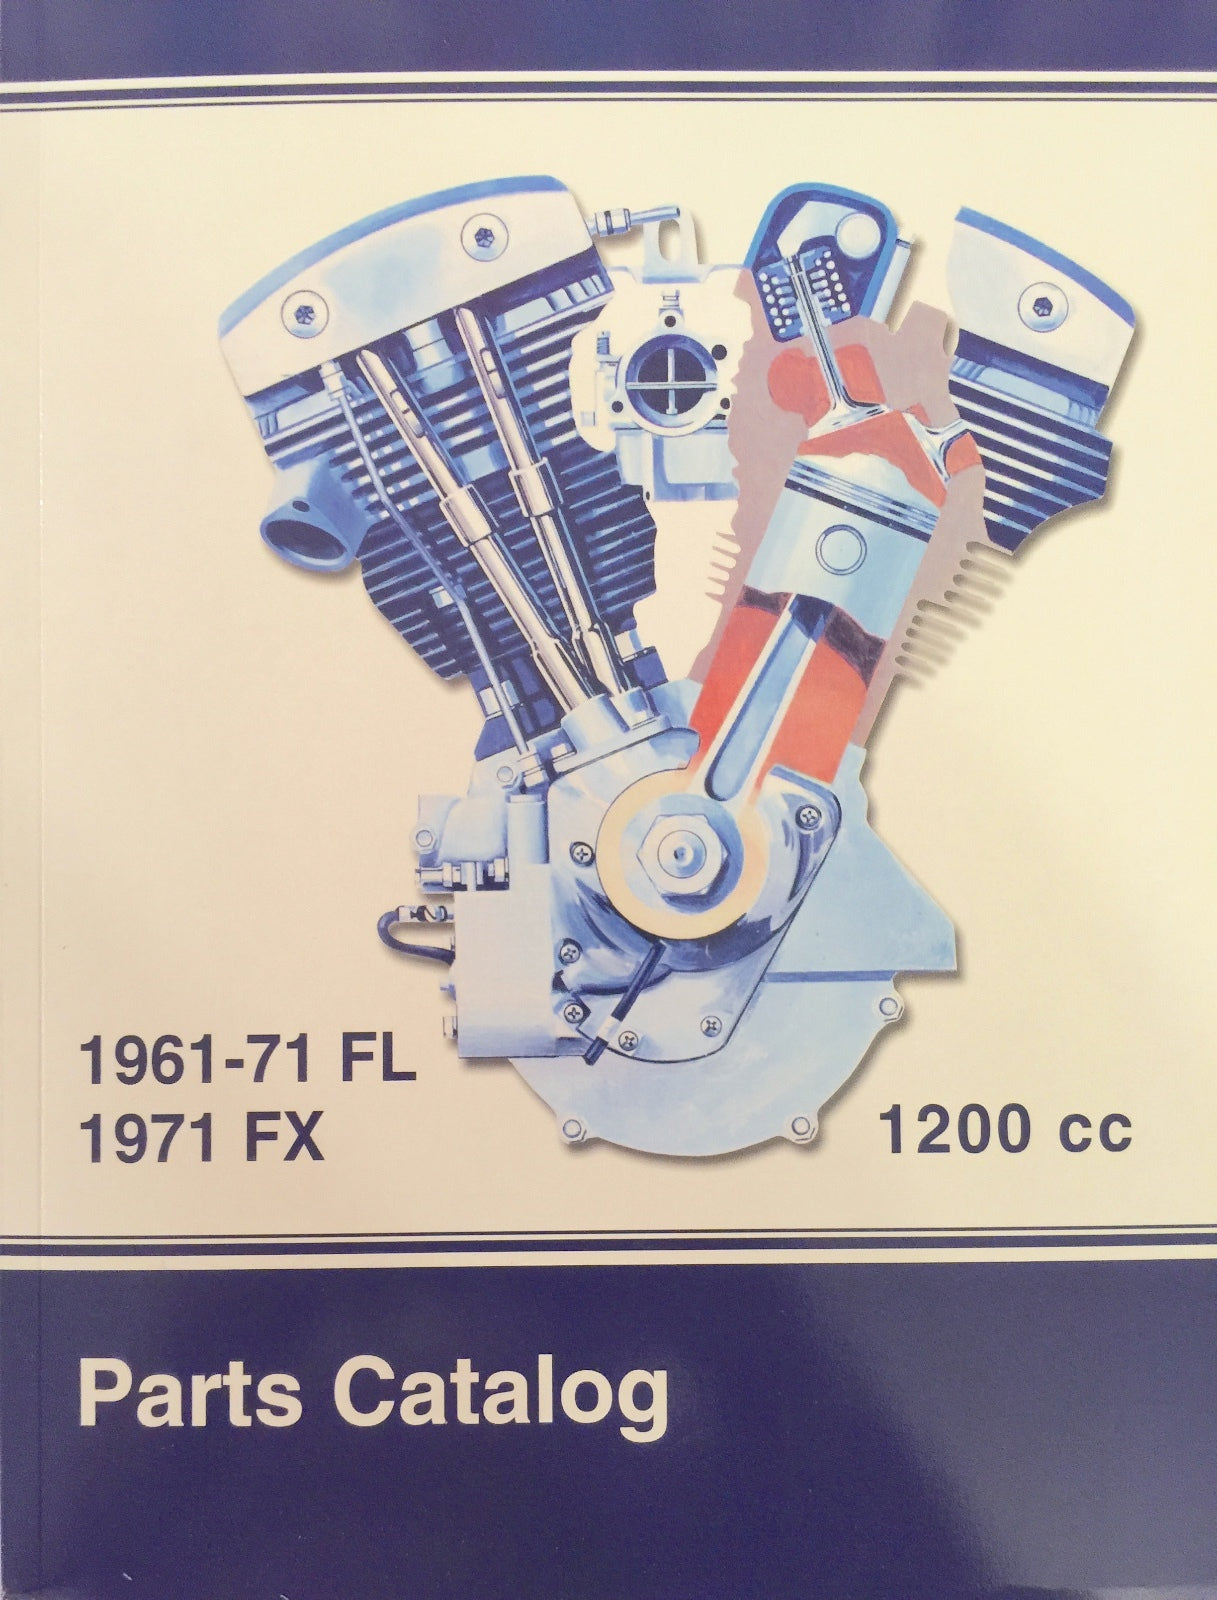 1961-71 FL
1971 FX
1200 cc
Parts Catalog